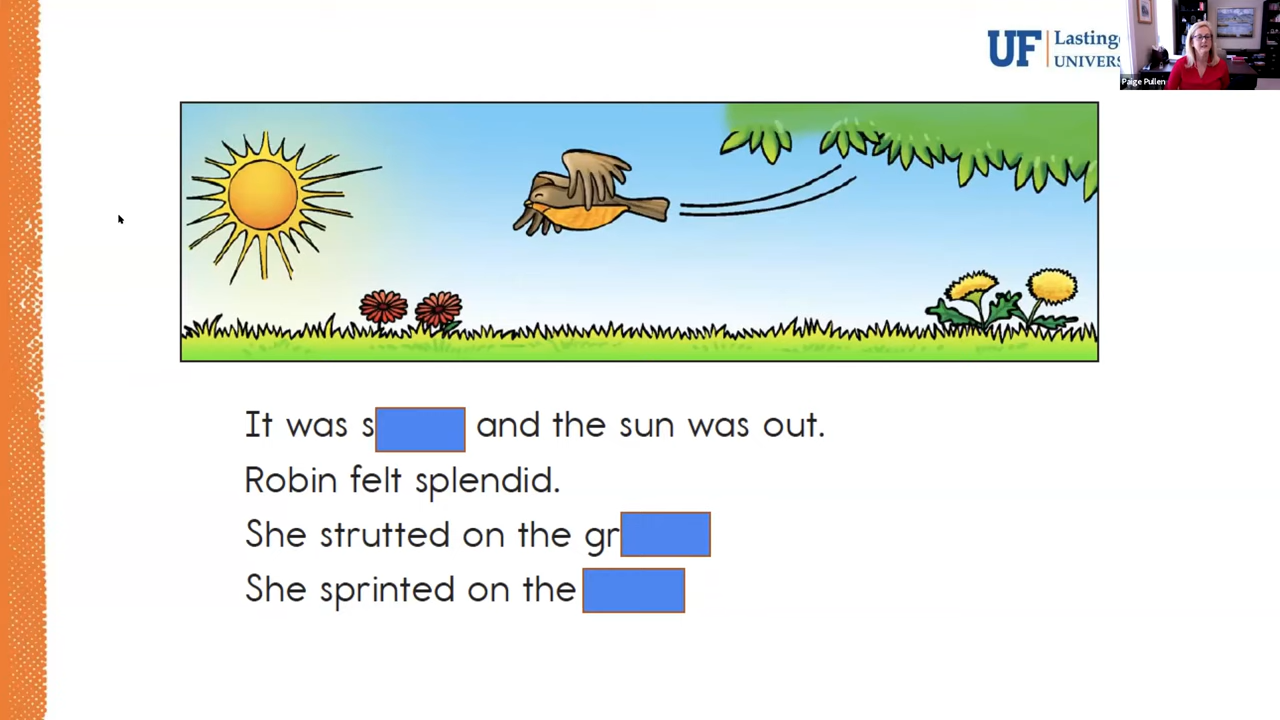 UF Lasting
UNIVERS
Paige Pullen
It was s and the sun was out.
Robin felt splendid.
She strutted on the gr
She sprinted on the